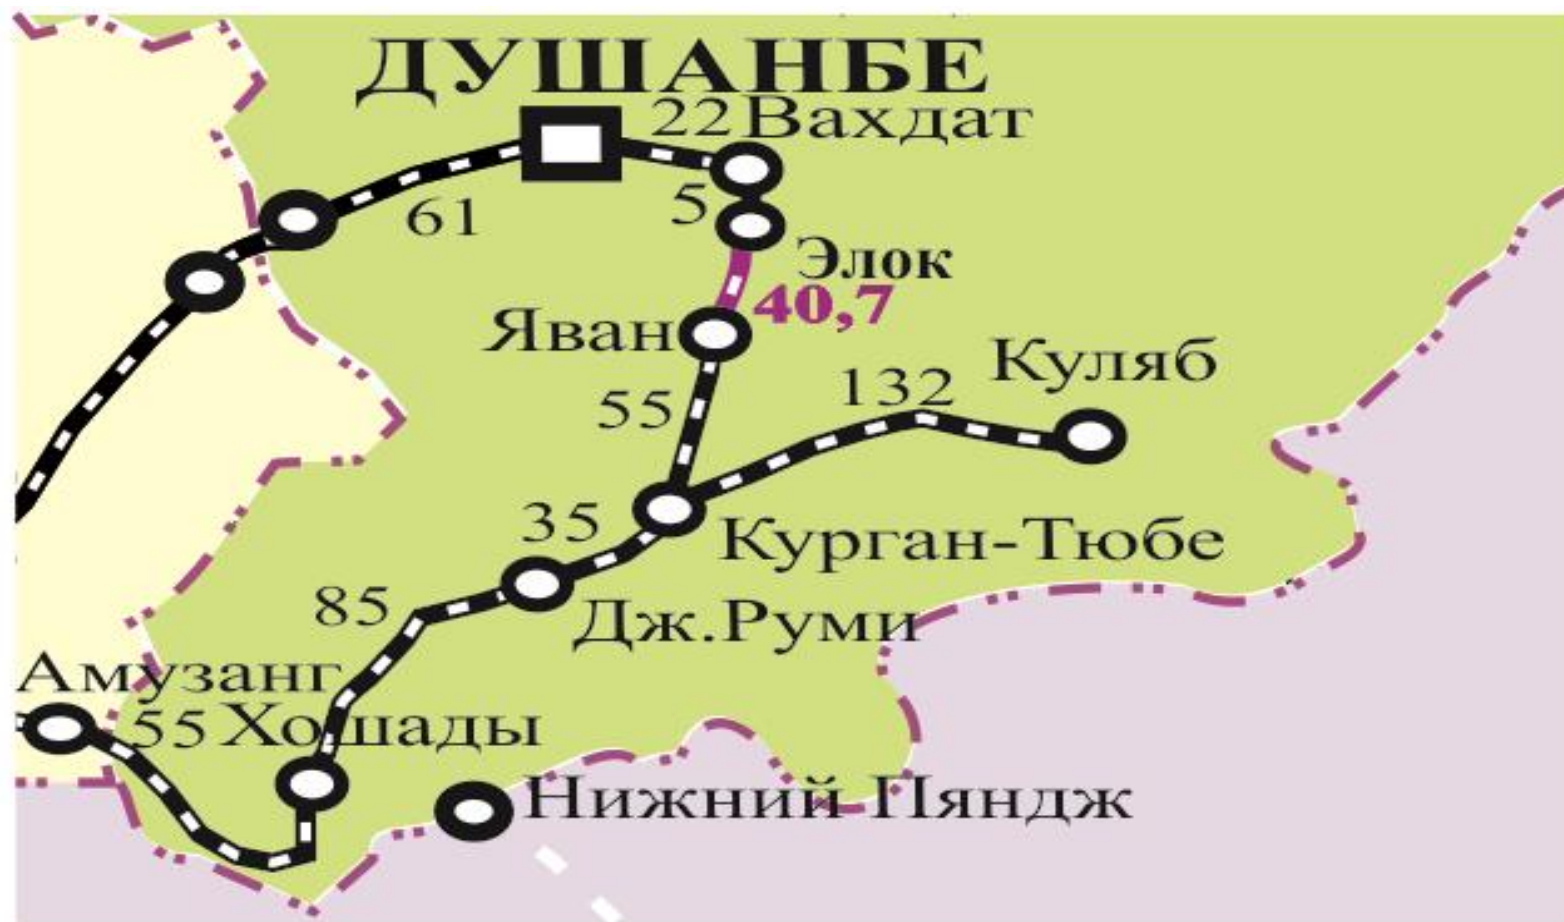 ДУШАНБЕ
22 Вахдат
61
5
Элок
40,7
Яван
Куляб
132
55
35
Курган-Тюбе
85
Дж.Руми
Амузанг
55 Хошады
Нижний Пяндж